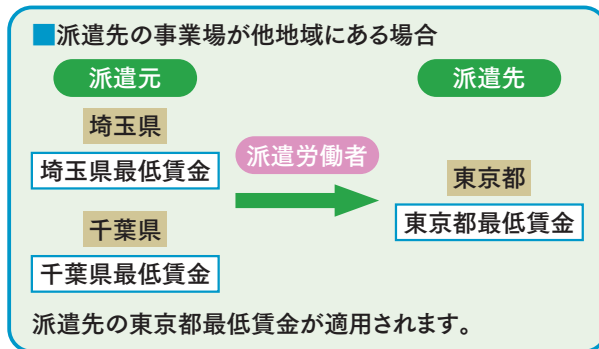 ■派遣先の事業場が他地域にある場合
派遣元
埼玉県
埼玉県最低賃金
千葉県
千葉県最低賃金
派遣労働者
派遣先
東京都
東京都最低賃金
派遣先の東京都最低賃金が適用されます。